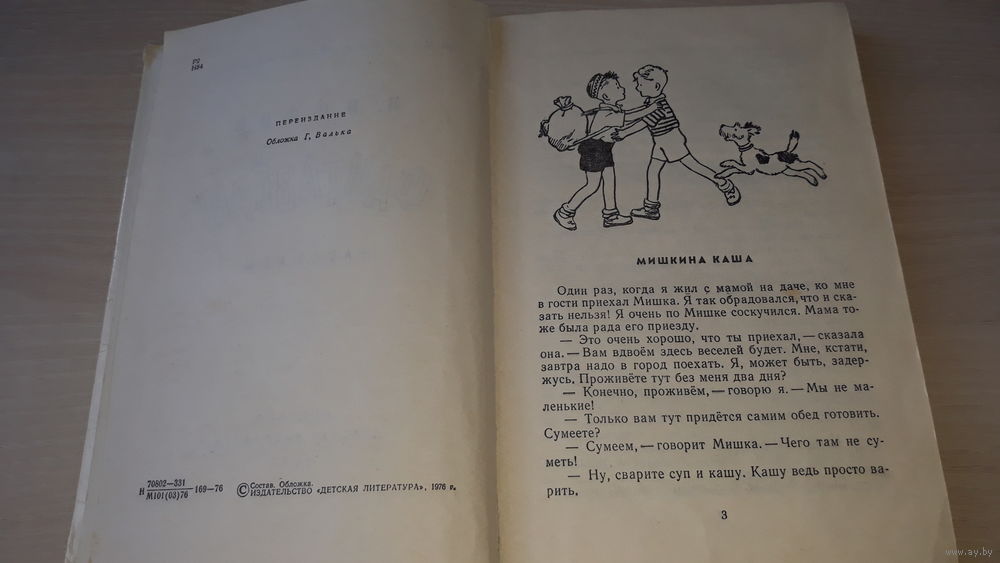 Р2
Н84
ПЕРЕИЗДАНИЕ
Обложка Г. Валька
Н 70802—331
М101(03)76 169—76
© Состав. Обложка.
ИЗДАТЕЛЬСТВО «ДЕТСКАЯ ЛИТЕРАТУРА», 1976 г.
МИШКИНА КАША
Один раз, когда я жил с мамой на даче, ко мне
в гости приехал Мишка. Я так обрадовался, что и ска-
зать нельзя! Я очень по Мишке соскучился. Мама то-
же была рада его приезду.
— Это очень хорошо, что ты приехал, — сказала
она. — Вам вдвоём здесь веселей будет. Мне, кстати,
завтра надо в город поехать. Я, может быть, задер-
жусь. Проживёте тут без меня два дня?
— Конечно, проживём, — говорю я. — Мы не ма-
ленькие!
— Только вам тут придётся самим обед готовить.
Сумеете?
— Сумеем, — говорит Мишка. — Чего там не су-
меть!
— Ну, сварите суп и кашу. Кашу ведь просто ва-
рить.
3
www.ay.by